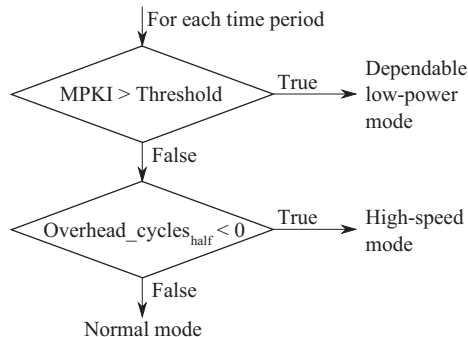 For each time period
MPKI > Threshold
True
Dependable
low-power
mode
False
Overhead_cycles_half < 0
True
High-speed
mode
False
Normal mode